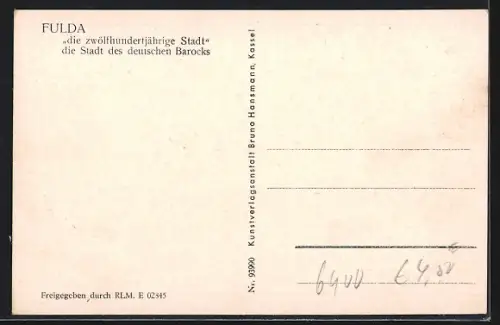 FULDA
„die zwölfhundertjährige Stadt“
die Stadt des deutschen Barocks
Nr. 93990 Kunstverlagsanstalt Bruno Hansmann, Kassel
6400 €4,50
Freigegeben durch RLM. E 02845